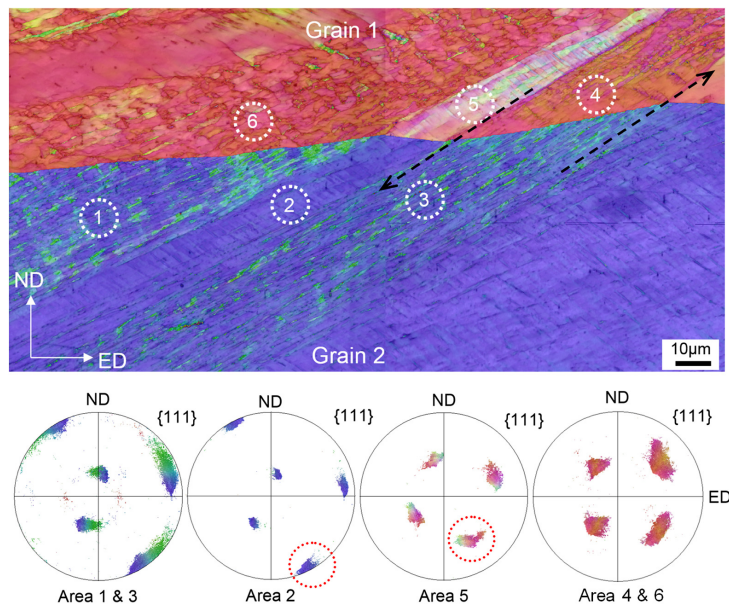 Grain 1
5
4
6
3
1
2
ND
ED
Grain 2
10μm
ND
{111}
ND
{111}
ND
{111}
ND
{111}
ED
Area 1 & 3
Area 2
Area 5
Area 4 & 6